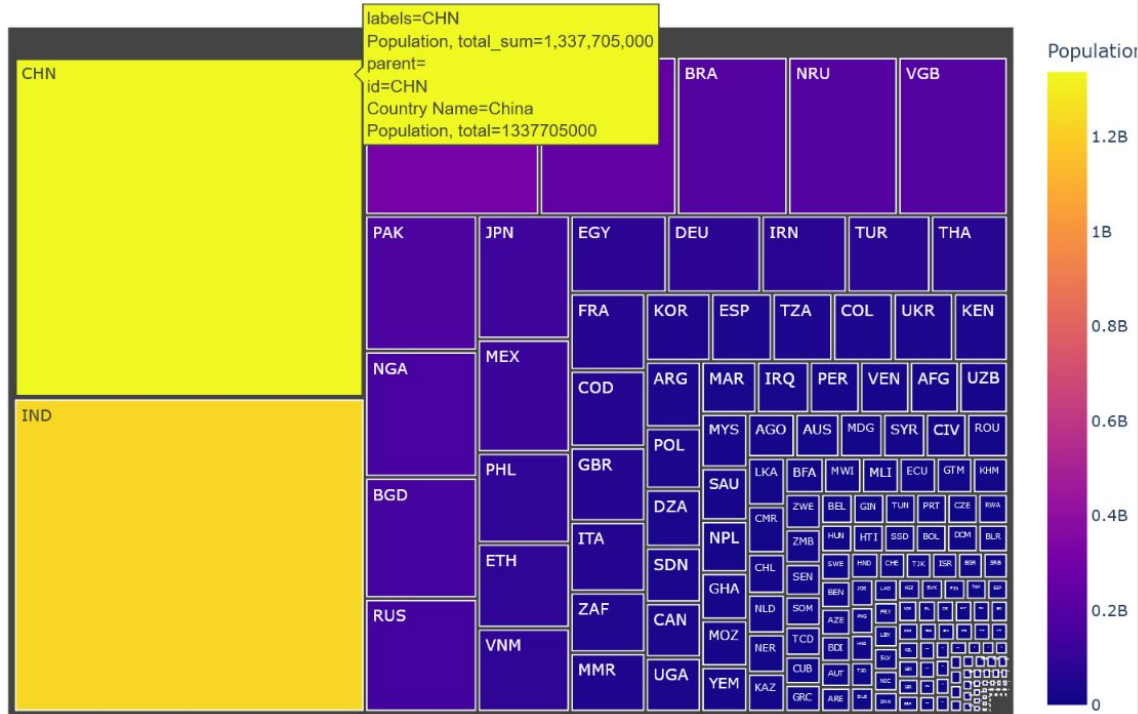 labels=CHN
Population, total_sum=1,337,705,000
parent=
id=CHN
Country Name=China
Population, total=1337705000
Population
CHN
BRA NRU VGB
1.2B
1B
0.8B
0.6B
0.4B
0.2B
0
PAK JPN EGY DEU IRN TUR THA
FRA KOR ESP TZA COL UKR KEN
NGA MEX COD ARG MAR IRQ PER VEN AFG UZB
IND
MYS AGO AUS MDG SYR CIV ROU
POL
PHL GBR SAU LKA BFA MWI MLI ECU GTM KHM
BGD DZA ZWE BEL GIN TUN PRT CZE RWA
CMR
ITA NPL ZMB HUN HTI SSD BOL DOM BLR
ETH SDN CHL SEN SWE HND CHE TJK ISR BGR SRB
GHA BEN
RUS ZAF CAN NLD SOM AZE
MOZ TCD BDI
VNM NER CUB AUT
MMR UGA YEM KAZ GRC ARE